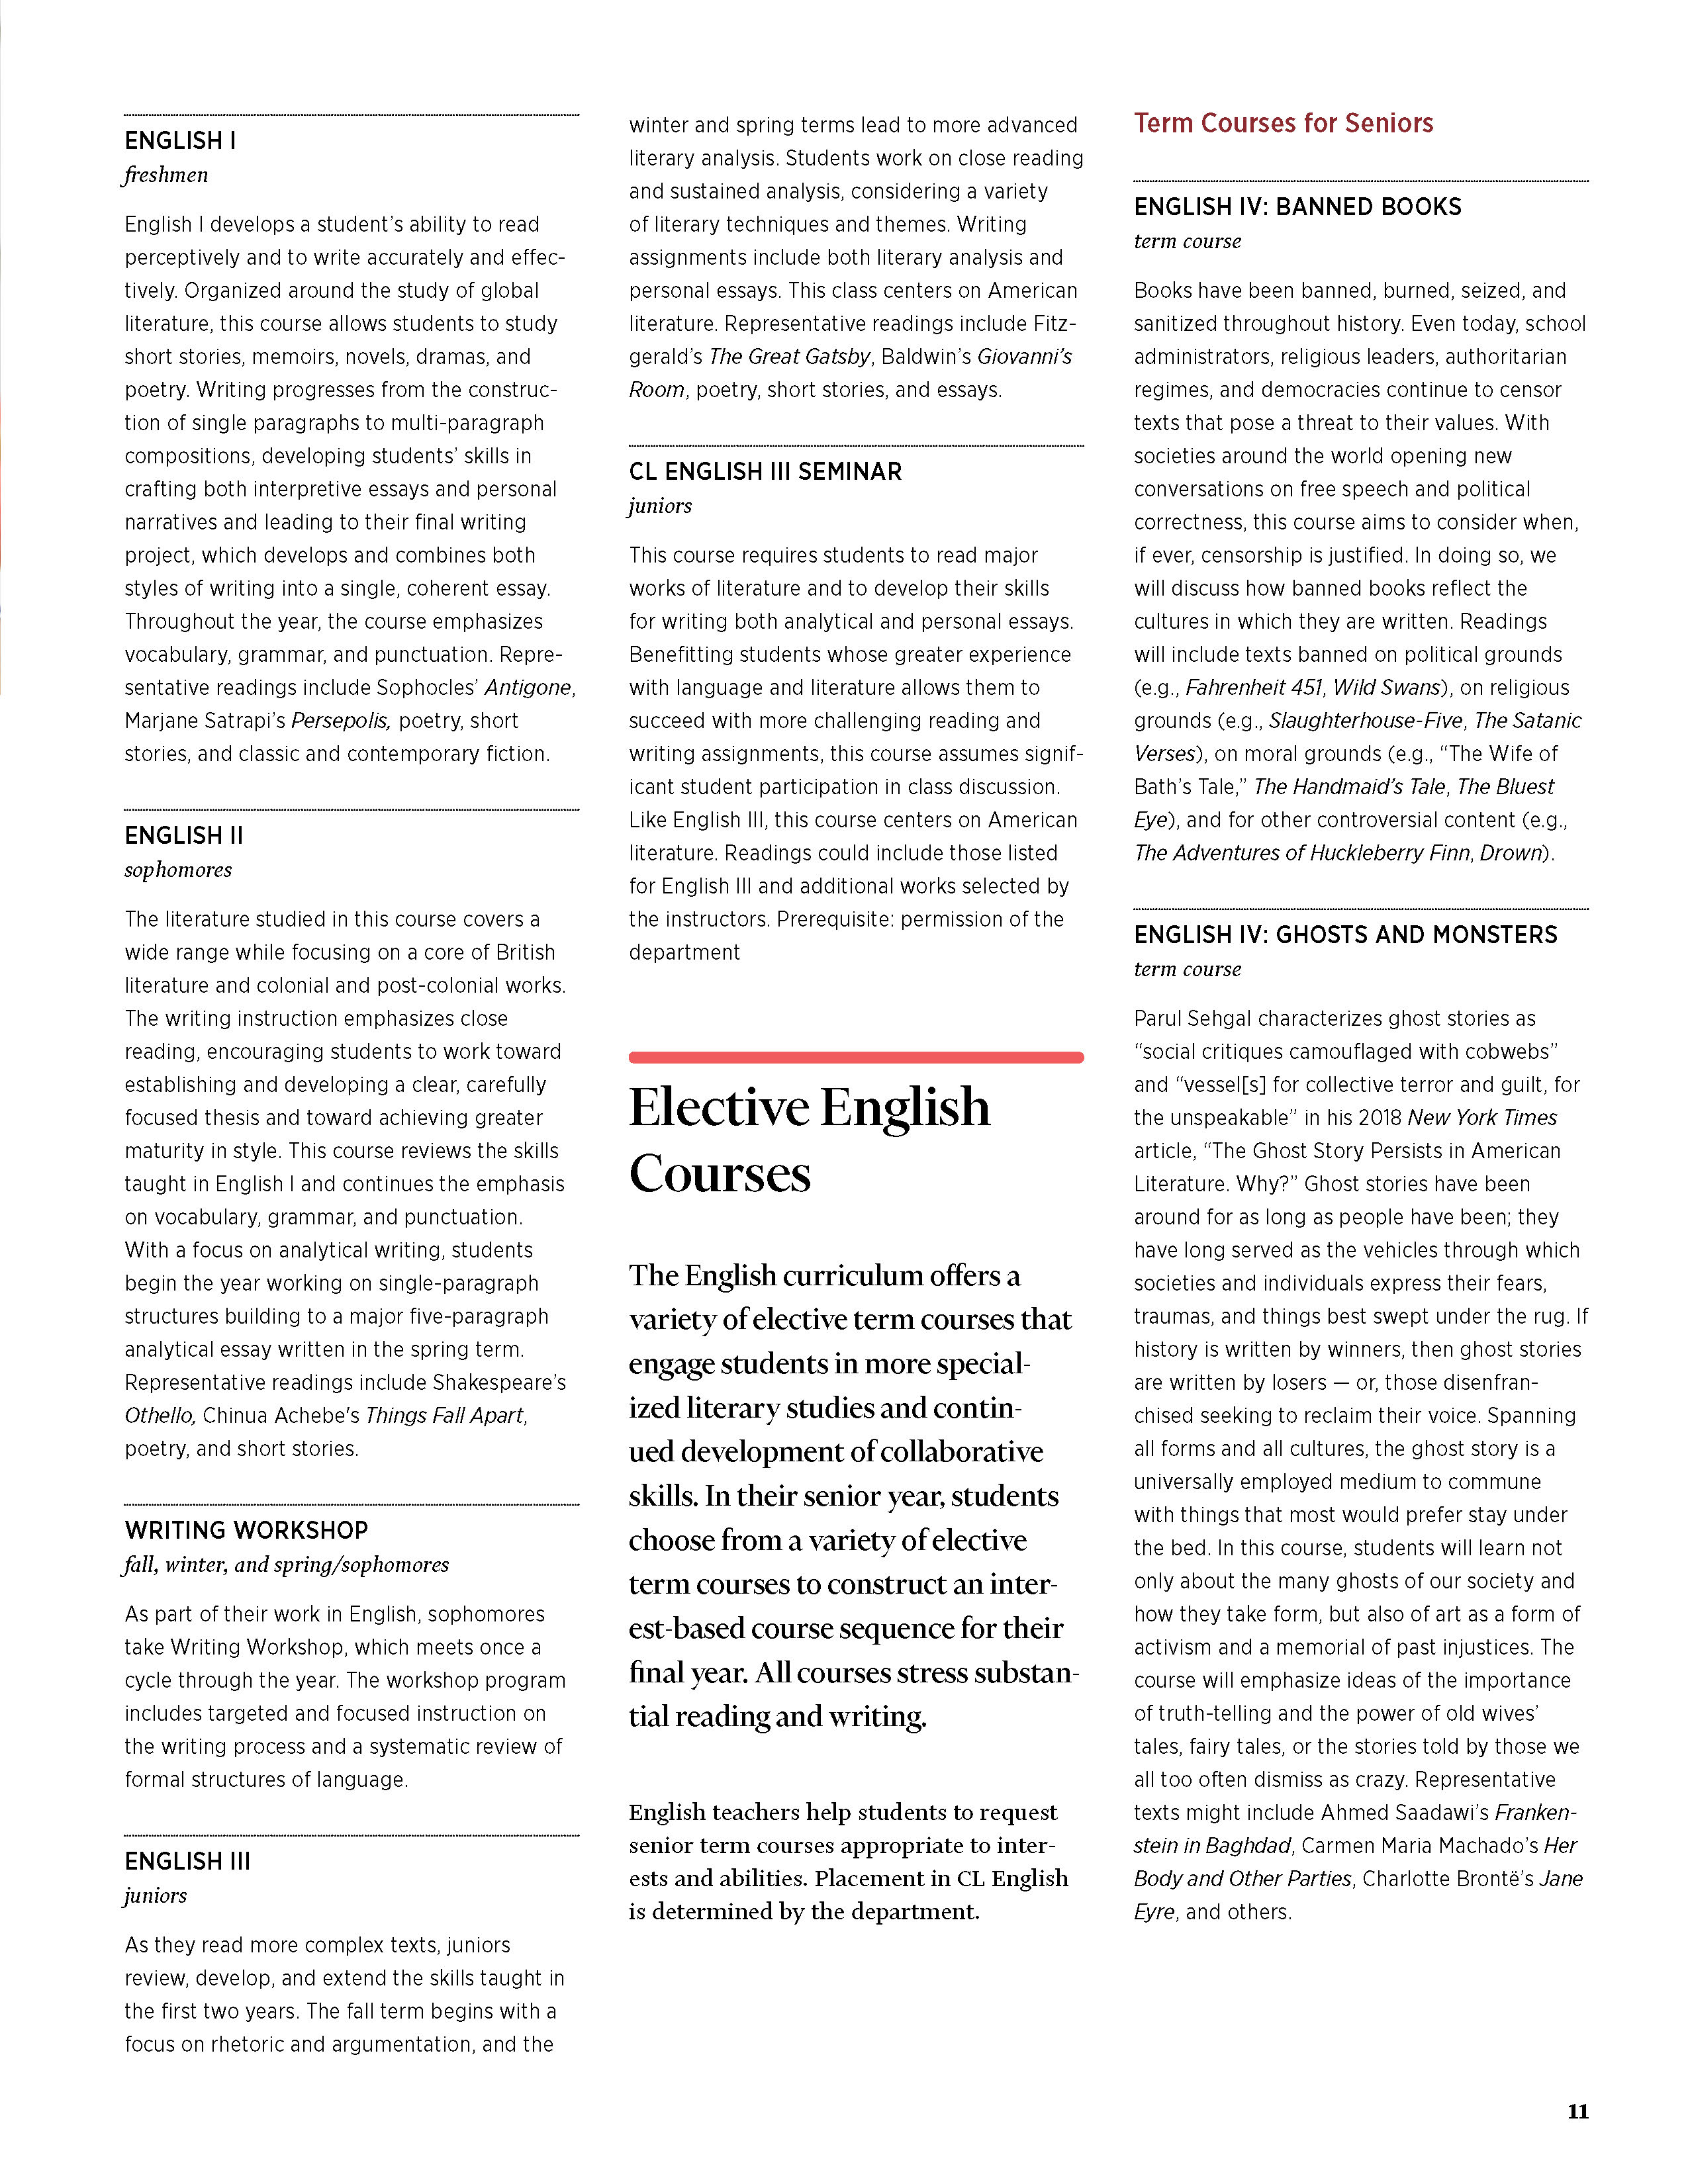 ENGLISH I
freshmen
English I develops a student’s ability to read
perceptively and to write accurately and effec-
tively. Organized around the study of global
literature, this course allows students to study
short stories, memoirs, novels, dramas, and
poetry. Writing progresses from the construc-
tion of single paragraphs to multi-paragraph
compositions, developing students’ skills in
crafting both interpretive essays and personal
narratives and leading to their final writing
project, which develops and combines both
styles of writing into a single, coherent essay.
Throughout the year, the course emphasizes
vocabulary, grammar, and punctuation. Repre-
sentative readings include Sophocles’ Antigone,
Marjane Satrapi’s Persepolis, poetry, short
stories, and classic and contemporary fiction.
ENGLISH II
sophomores
The literature studied in this course covers a
wide range while focusing on a core of British
literature and colonial and post-colonial works.
The writing instruction emphasizes close
reading, encouraging students to work toward
establishing and developing a clear, carefully
focused thesis and toward achieving greater
maturity in style. This course reviews the skills
taught in English I and continues the emphasis
on vocabulary, grammar, and punctuation.
With a focus on analytical writing, students
begin the year working on single-paragraph
structures building to a major five-paragraph
analytical essay written in the spring term.
Representative readings include Shakespeare’s
Othello, Chinua Achebe's Things Fall Apart,
poetry, and short stories.
WRITING WORKSHOP
fall, winter, and spring/sophomores
As part of their work in English, sophomores
take Writing Workshop, which meets once a
cycle through the year. The workshop program
includes targeted and focused instruction on
the writing process and a systematic review of
formal structures of language.
ENGLISH III
juniors
As they read more complex texts, juniors
review, develop, and extend the skills taught in
the first two years. The fall term begins with a
focus on rhetoric and argumentation, and the
winter and spring terms lead to more advanced
literary analysis. Students work on close reading
and sustained analysis, considering a variety
of literary techniques and themes. Writing
assignments include both literary analysis and
personal essays. This class centers on American
literature. Representative readings include Fitz-
gerald’s The Great Gatsby, Baldwin’s Giovanni’s
Room, poetry, short stories, and essays.
CL ENGLISH III SEMINAR
juniors
This course requires students to read major
works of literature and to develop their skills
for writing both analytical and personal essays.
Benefitting students whose greater experience
with language and literature allows them to
succeed with more challenging reading and
writing assignments, this course assumes signif-
icant student participation in class discussion.
Like English III, this course centers on American
literature. Readings could include those listed
for English III and additional works selected by
the instructors. Prerequisite: permission of the
department
Elective English
Courses
The English curriculum offers a
variety of elective term courses that
engage students in more special-
ized literary studies and contin-
ued development of collaborative
skills. In their senior year, students
choose from a variety of elective
term courses to construct an inter-
est-based course sequence for their
final year. All courses stress substan-
tial reading and writing.
English teachers help students to request
senior term courses appropriate to inter-
ests and abilities. Placement in CL English
is determined by the department.
Term Courses for Seniors
ENGLISH IV: BANNED BOOKS
term course
Books have been banned, burned, seized, and
sanitized throughout history. Even today, school
administrators, religious leaders, authoritarian
regimes, and democracies continue to censor
texts that pose a threat to their values. With
societies around the world opening new
conversations on free speech and political
correctness, this course aims to consider when,
if ever, censorship is justified. In doing so, we
will discuss how banned books reflect the
cultures in which they are written. Readings
will include texts banned on political grounds
(e.g., Fahrenheit 451, Wild Swans), on religious
grounds (e.g., Slaughterhouse-Five, The Satanic
Verses), on moral grounds (e.g., “The Wife of
Bath’s Tale,” The Handmaid’s Tale, The Bluest
Eye), and for other controversial content (e.g.,
The Adventures of Huckleberry Finn, Drown).
ENGLISH IV: GHOSTS AND MONSTERS
term course
Parul Sehgal characterizes ghost stories as
“social critiques camouflaged with cobwebs”
and “vessel[s] for collective terror and guilt, for
the unspeakable” in his 2018 New York Times
article, “The Ghost Story Persists in American
Literature. Why?” Ghost stories have been
around for as long as people have been; they
have long served as the vehicles through which
societies and individuals express their fears,
traumas, and things best swept under the rug. If
history is written by winners, then ghost stories
are written by losers — or, those disenfran-
chised seeking to reclaim their voice. Spanning
all forms and all cultures, the ghost story is a
universally employed medium to commune
with things that most would prefer stay under
the bed. In this course, students will learn not
only about the many ghosts of our society and
how they take form, but also of art as a form of
activism and a memorial of past injustices. The
course will emphasize ideas of the importance
of truth-telling and the power of old wives’
tales, fairy tales, or the stories told by those we
all too often dismiss as crazy. Representative
texts might include Ahmed Saadawi’s Franken-
stein in Baghdad, Carmen Maria Machado’s Her
Body and Other Parties, Charlotte Brontë’s Jane
Eyre, and others.
11